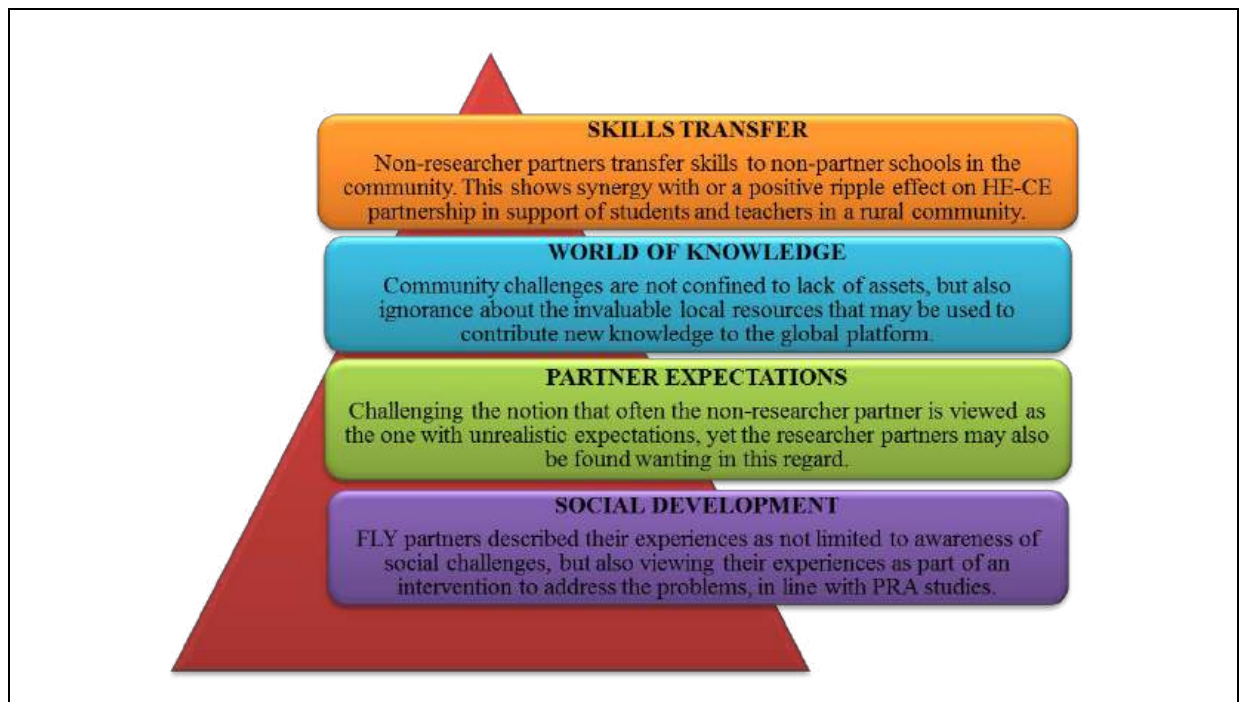 SKILLS TRANSFER
Non-researcher partners transfer skills to non-partner schools in the
community. This shows synergy with or a positive ripple effect on HE-CE
partnership in support of students and teachers in a rural community.
WORLD OF KNOWLEDGE
Community challenges are not confined to lack of assets, but also
ignorance about the invaluable local resources that may be used to
contribute new knowledge to the global platform.
PARTNER EXPECTATIONS
Challenging the notion that often the non-researcher partner is viewed as
the one with unrealistic expectations, yet the researcher partners may also
be found wanting in this regard.
SOCIAL DEVELOPMENT
FLY partners described their experiences as not limited to awareness of
social challenges, but also viewing their experiences as part of an
intervention to address the problems, in line with PRA studies.